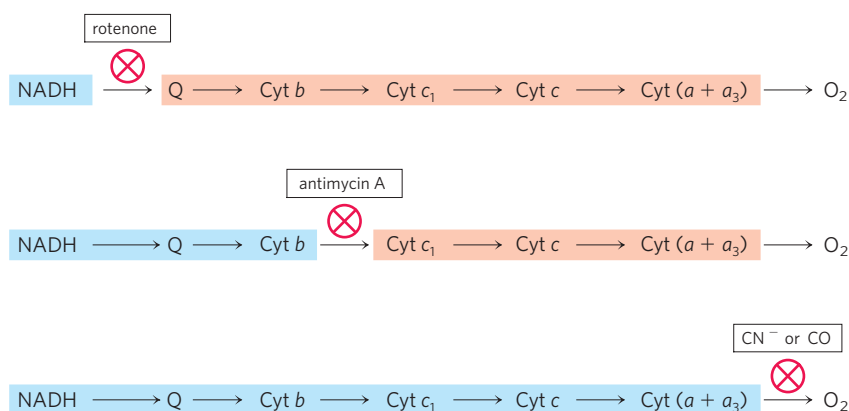 rotenone
NADH → Q → Cyt b → Cyt c₁ → Cyt c → Cyt (a + a₃) → O₂
antimycin A
NADH → Q → Cyt b → Cyt c₁ → Cyt c → Cyt (a + a₃) → O₂
CN⁻ or CO
NADH → Q → Cyt b → Cyt c₁ → Cyt c → Cyt (a + a₃) → O₂